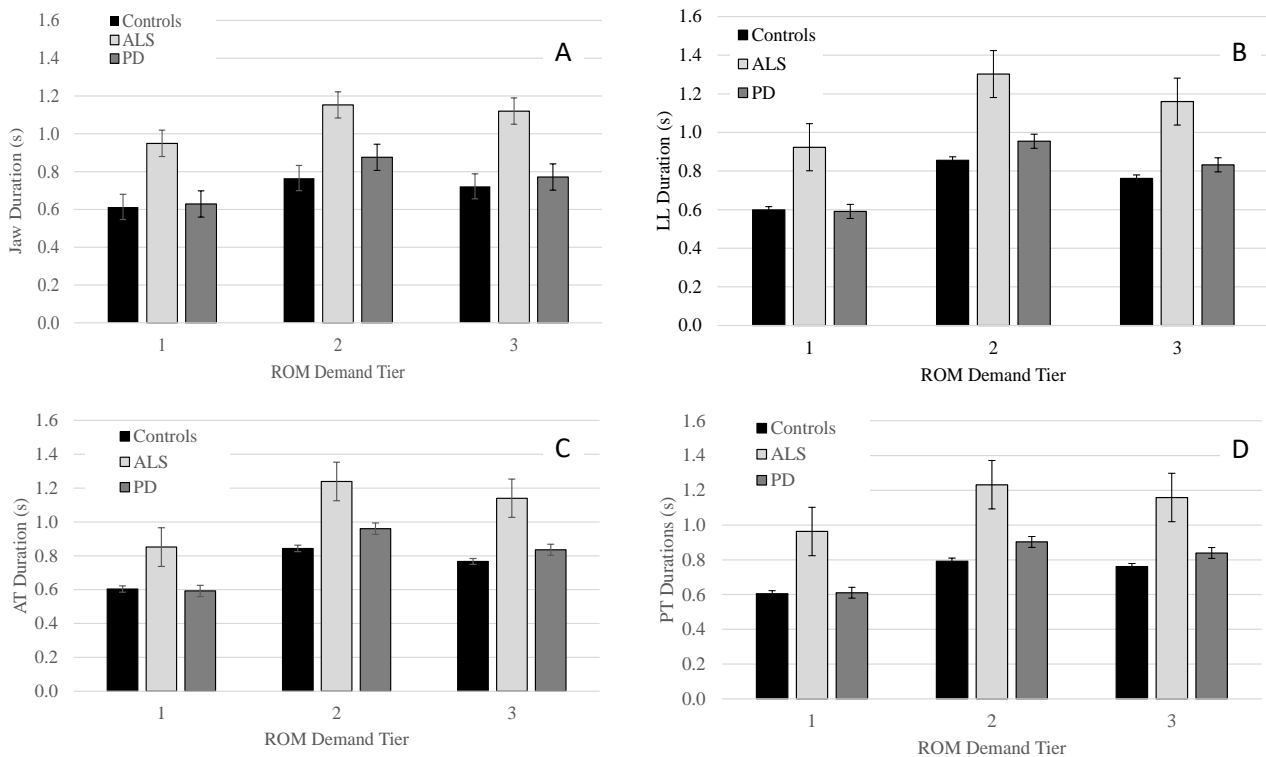 1.6
1.4
1.2
1.0
0.8
0.6
0.4
0.2
0.0
Jaw Duration (s)
Controls
ALS
PD
A
1 2 3
ROM Demand Tier
1.6
1.4
1.2
1.0
0.8
0.6
0.4
0.2
0.0
LL Duration (s)
Controls
ALS
PD
B
1 2 3
ROM Demand Tier
1.6
1.4
1.2
1.0
0.8
0.6
0.4
0.2
0.0
AT Duration (s)
Controls
ALS
PD
C
1 2 3
ROM Demand Tier
1.6
1.4
1.2
1.0
0.8
0.6
0.4
0.2
0.0
PT Durations (s)
Controls
ALS
PD
D
1 2 3
ROM Demand Tier